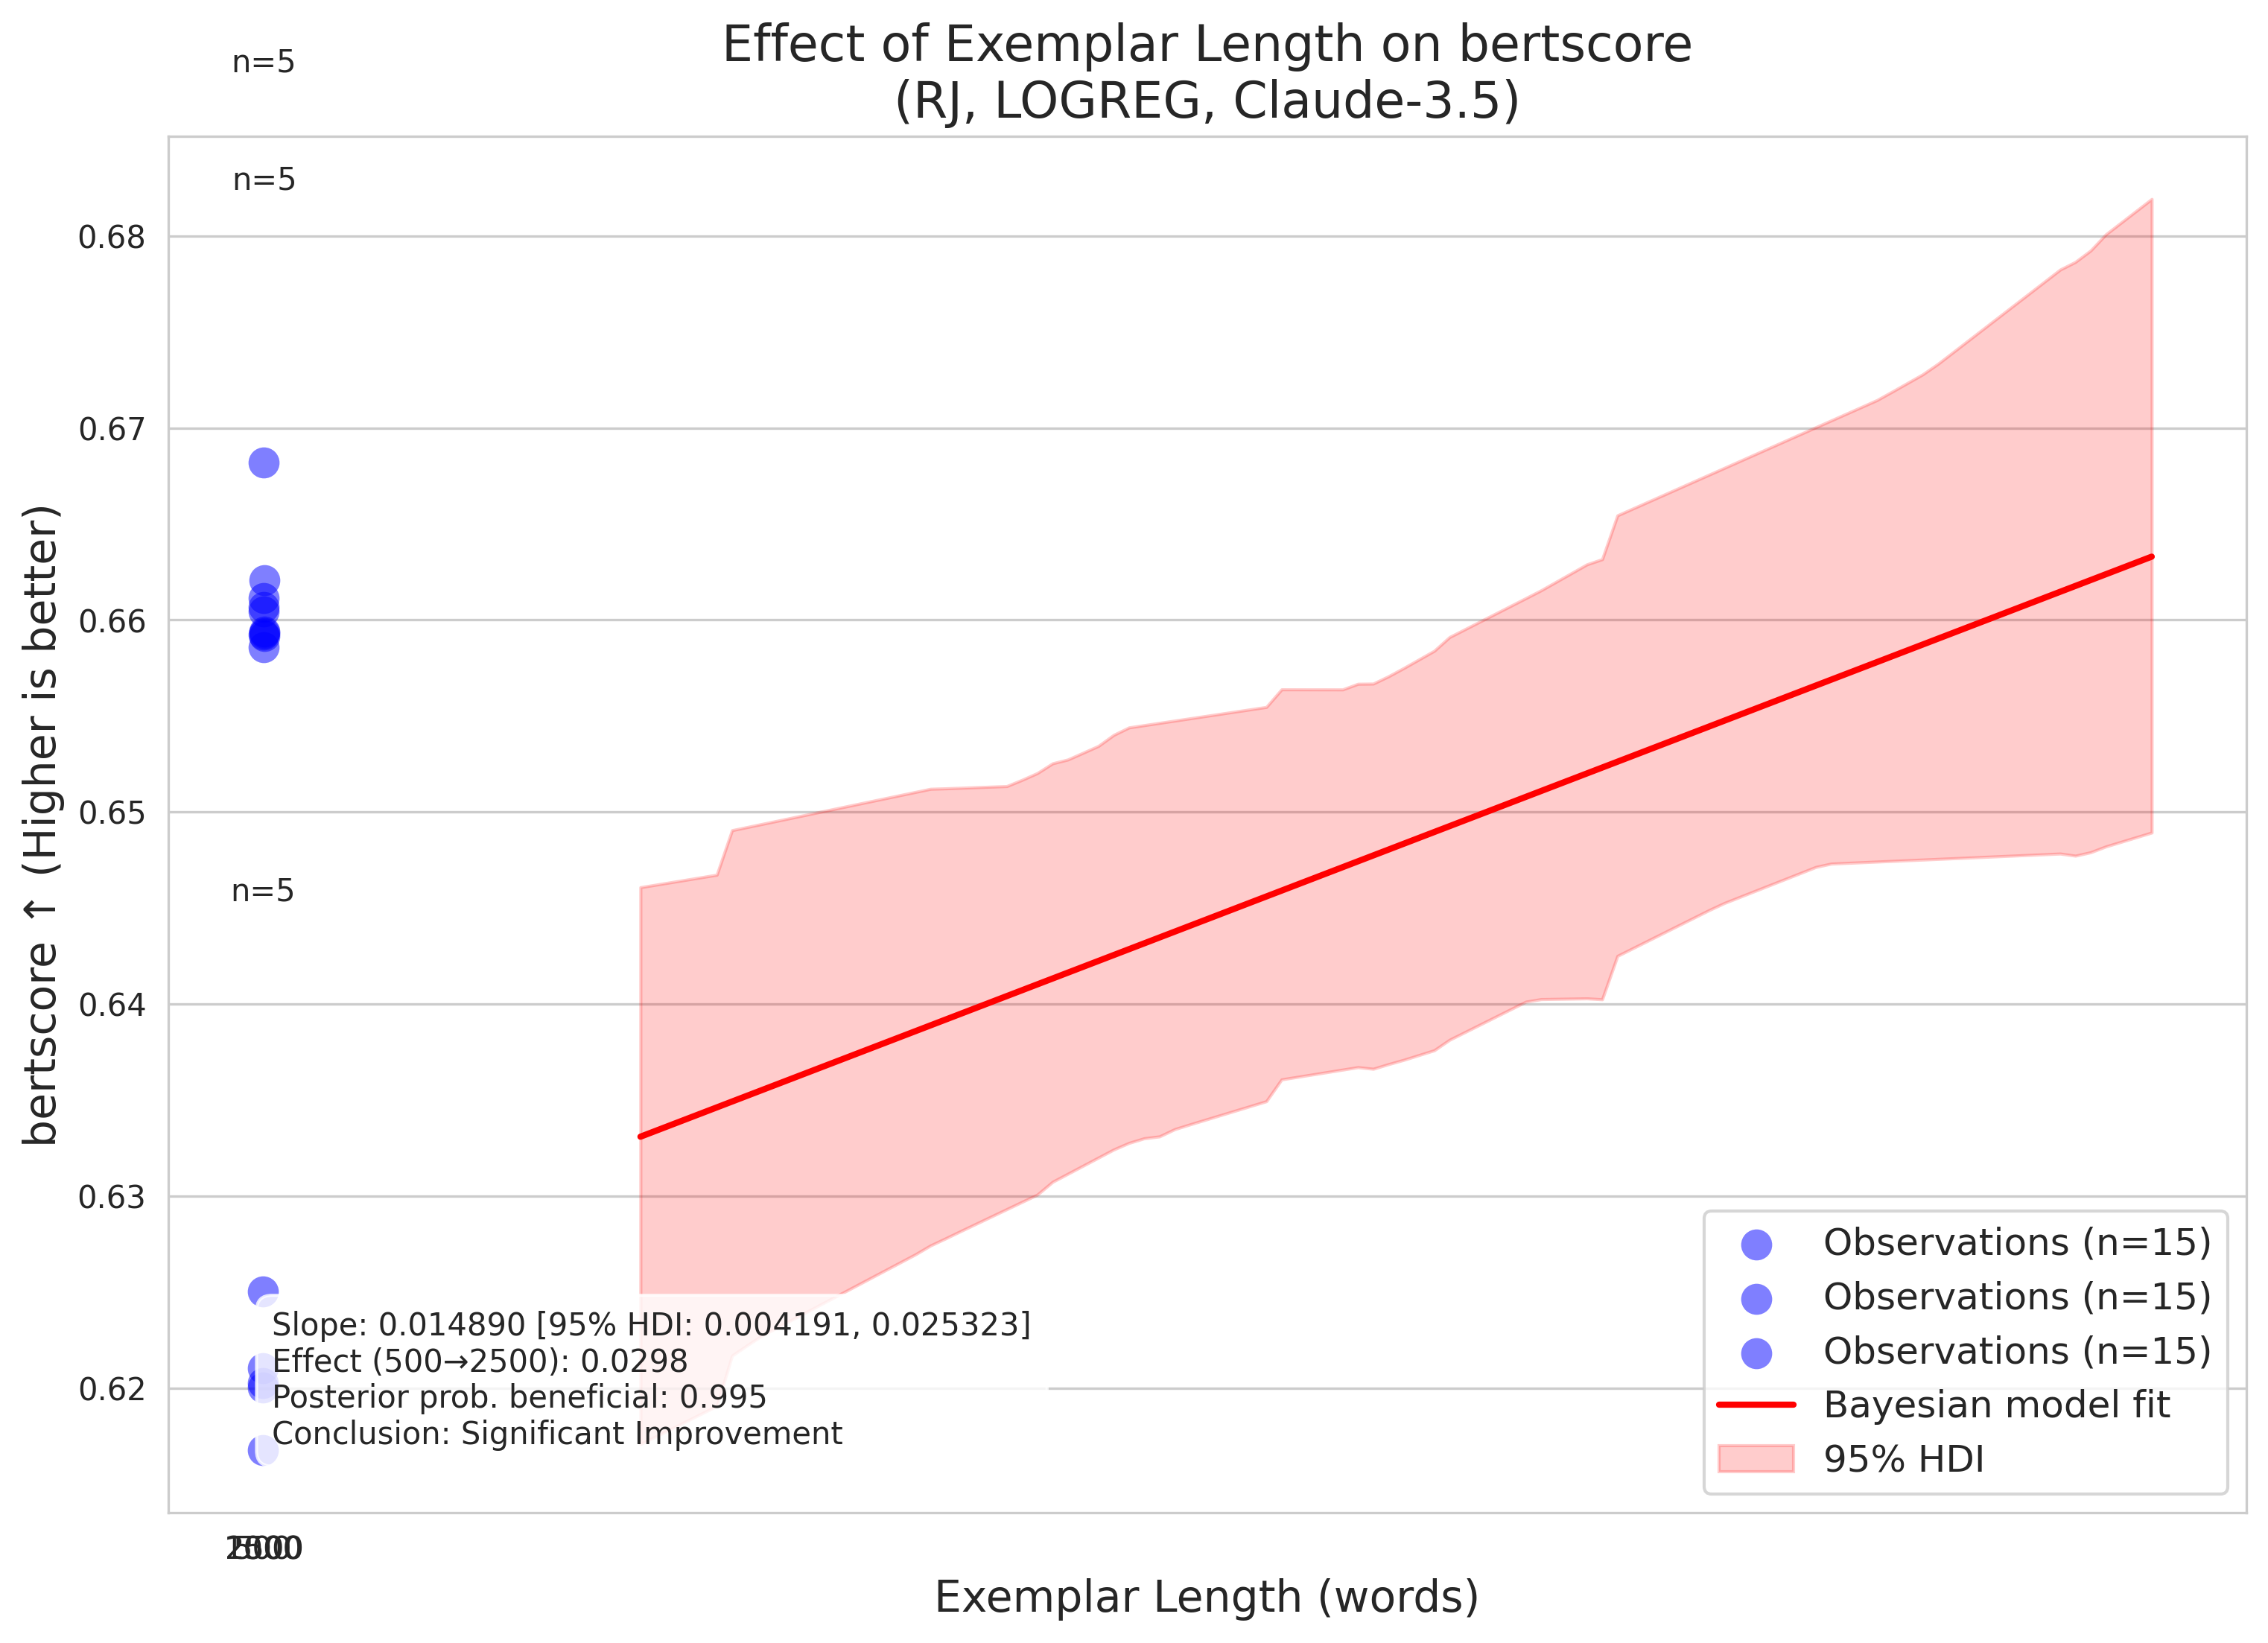 n=5
Effect of Exemplar Length on bertscore
(RJ, LOGREG, Claude-3.5)
n=5
0.68
0.67
0.66
0.65
n=5
0.64
0.63
0.62
bertscore ↑ (Higher is better)
Slope: 0.014890 [95% HDI: 0.004191, 0.025323]
Effect (500→2500): 0.0298
Posterior prob. beneficial: 0.995
Conclusion: Significant Improvement
Observations (n=15)
Observations (n=15)
Observations (n=15)
Bayesian model fit
95% HDI
Exemplar Length (words)